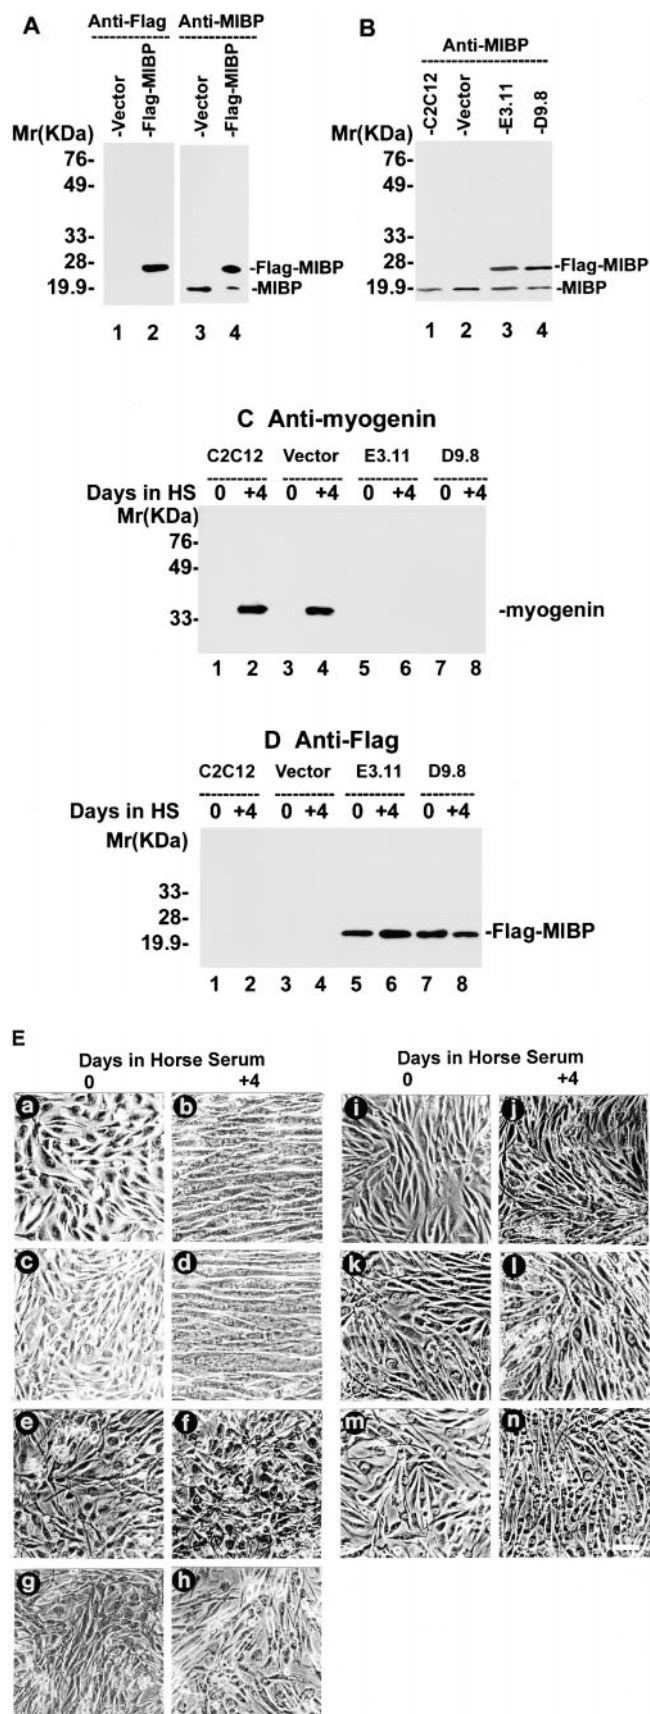 A
Anti-Flag Anti-MIBP
-Vector
-Flag-MIBP
-Vector
-Flag-MIBP
Mr(KDa)
76-
49-
33-
28
19.9-
-Flag-MIBP
-MIBP
1 2 3 4
B
Anti-MIBP
-C2C12
-Vector
-E3.11
-D9.8
Mr(KDa)
76-
49-
33-
28-
19.9-
-Flag-MIBP
-MIBP
1 2 3 4
C Anti-myogenin
C2C12 Vector E3.11 D9.8
Days in HS 0 +4 0 +4 0 +4 0 +4
Mr(KDa)
76-
49-
33-
-myogenin
1 2 3 4 5 6 7 8
D Anti-Flag
C2C12 Vector E3.11 D9.8
Days in HS 0 +4 0 +4 0 +4 0 +4
Mr(KDa)
33-
28-
19.9-
-Flag-MIBP
1 2 3 4 5 6 7 8
E
Days in Horse Serum
0 +4
Days in Horse Serum
0 +4
a b i j
c d k l
e f m n
g h